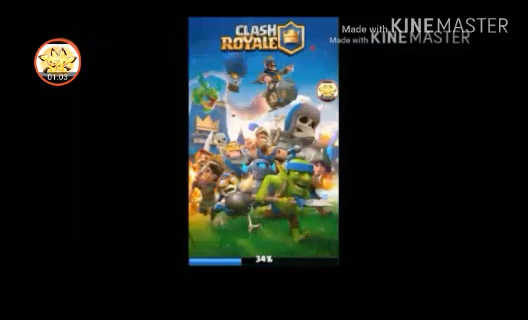 Made with KINEMASTER
Made with KINEMASTER
CLASH
ROYALE
01:03
34%